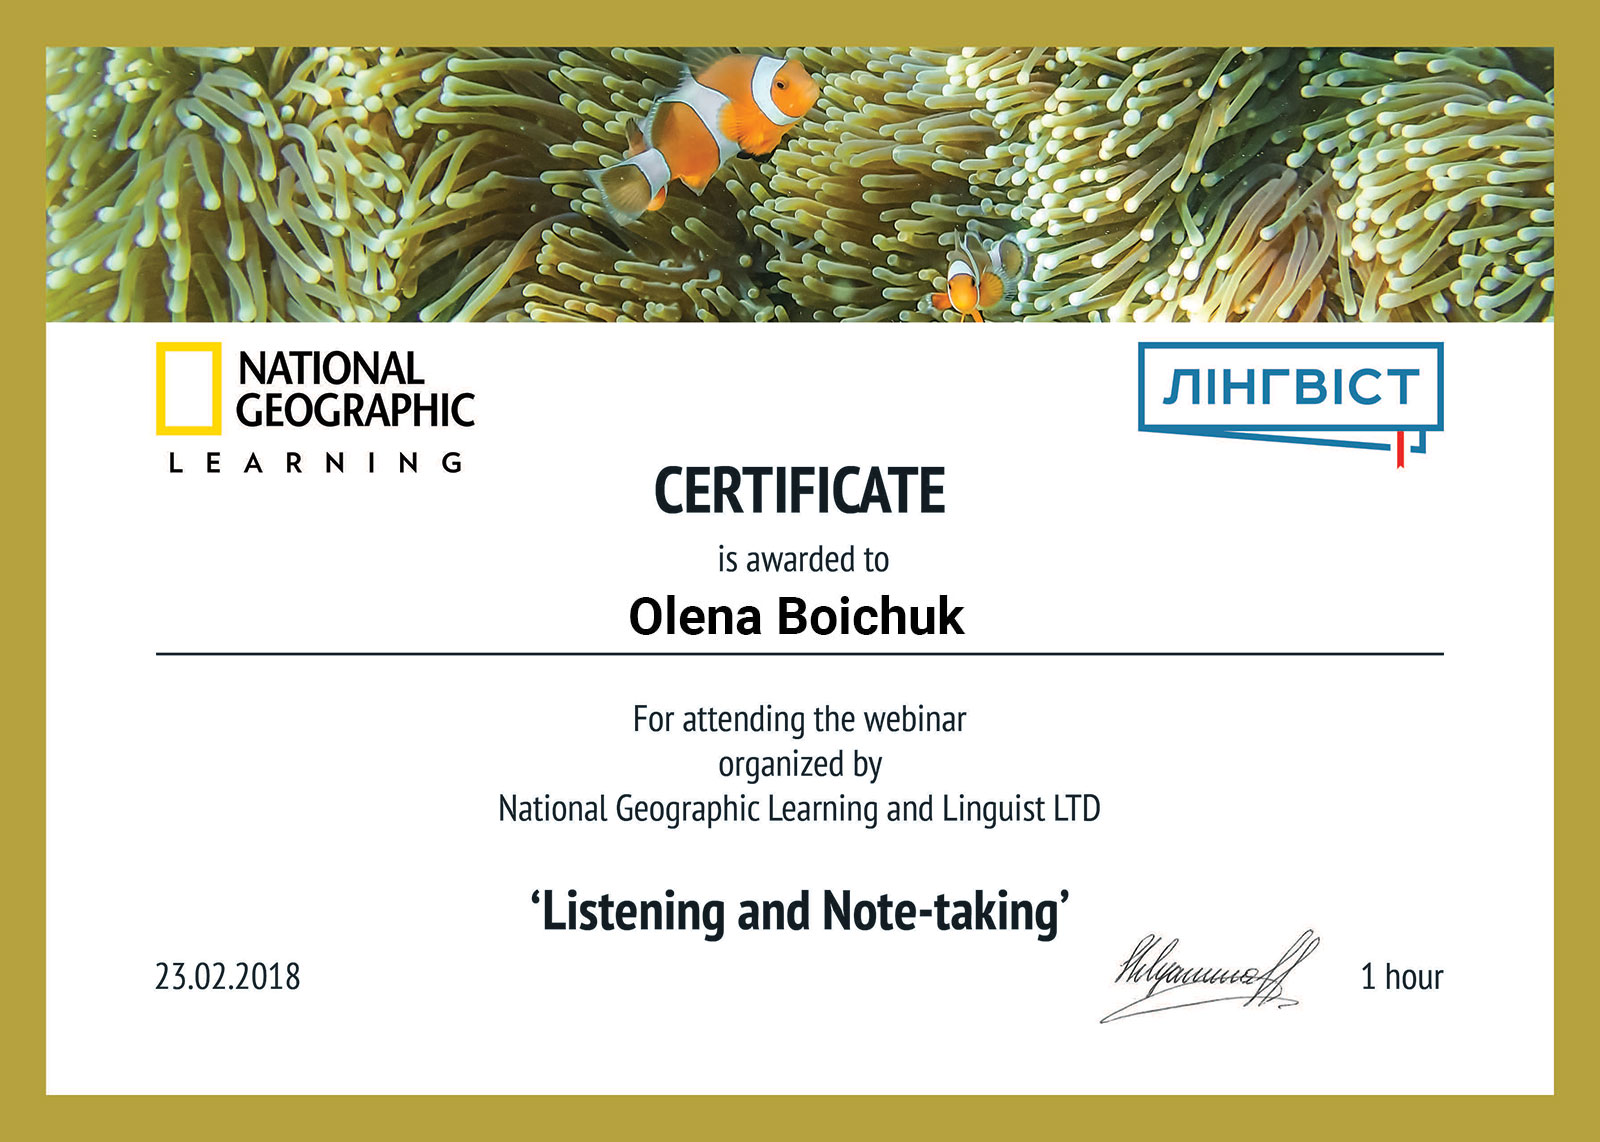 NATIONAL
GEOGRAPHIC
LEARNING
ЛІНГВІСТ
CERTIFICATE
is awarded to
Olena Boichuk
For attending the webinar
organized by
National Geographic Learning and Linguist LTD
‘Listening and Note-taking’
23.02.2018
1 hour